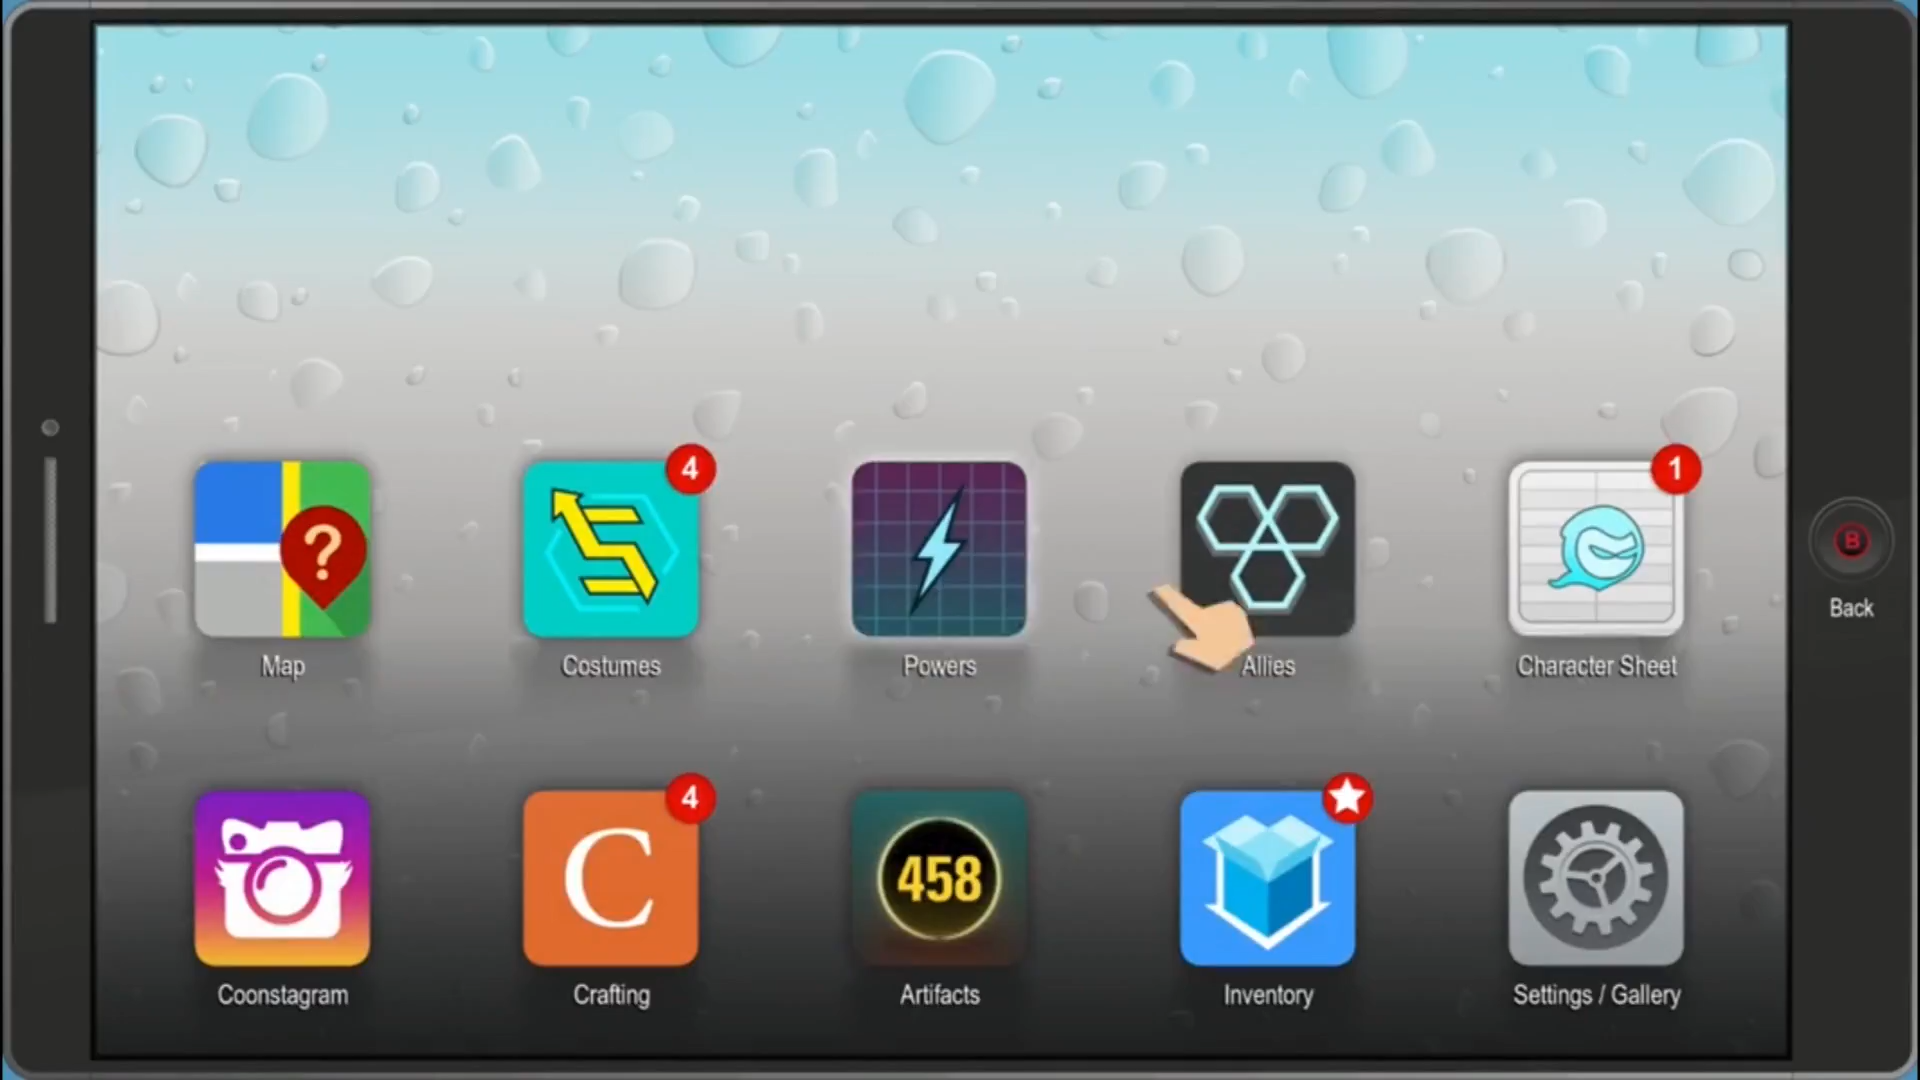 4
1
?
B
Back
Map
Costumes
Powers
Allies
Character Sheet
4
C
458
Coonstagram
Crafting
Artifacts
Inventory
Settings / Gallery